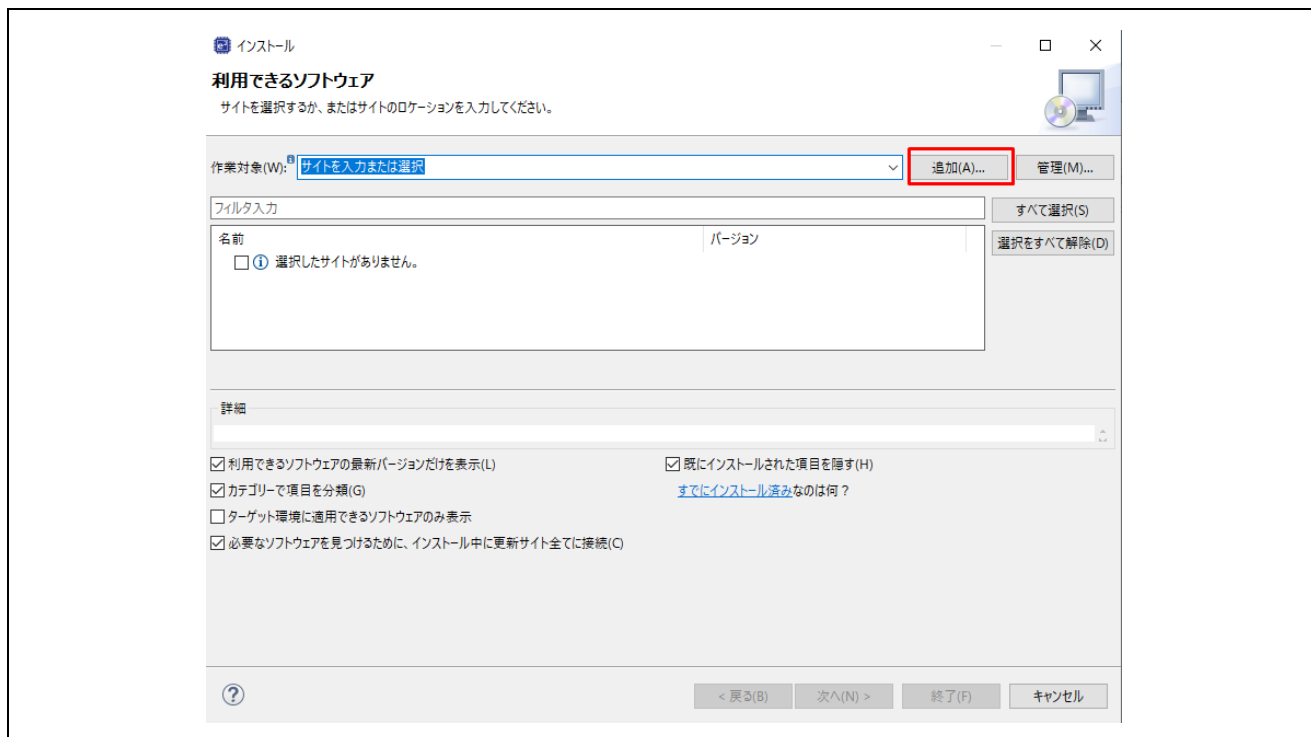 インストール
利用できるソフトウェア
サイトを選択するか、またはサイトのロケーションを入力してください。
作業対象(W): サイトを入力または選択 追加(A)... 管理(M)...
フィルタ入力 すべて選択(S)
名前 バージョン 選択をすべて解除(D)
選択したサイトがありません。
詳細
利用できるソフトウェアの最新バージョンだけを表示(L) 既にインストールされた項目を隠す(H)
カテゴリーで項目を分類(G) すでにインストール済みなのは何？
ターゲット環境に適用できるソフトウェアのみ表示
必要なソフトウェアを見つけるために、インストール中に更新サイト全てに接続(C)
< 戻る(B) 次へ(N) > 終了(F) キャンセル